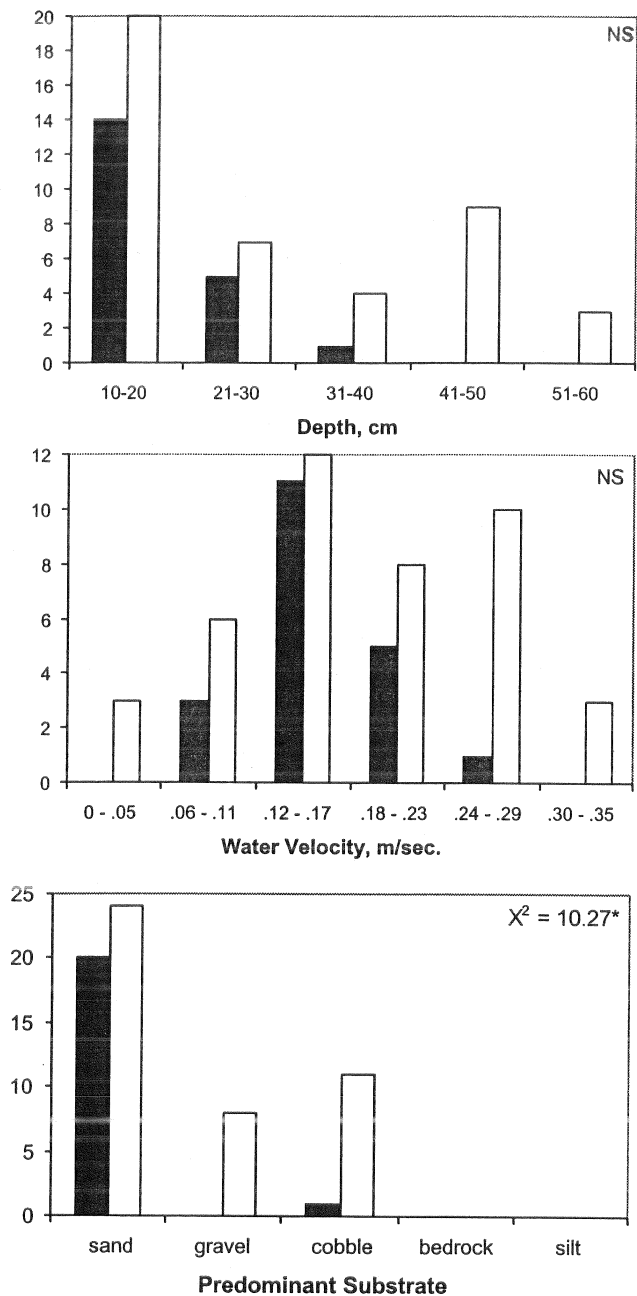 20
NS
18
16
14
12
10
8
6
4
2
0
10-20 21-30 31-40 41-50 51-60
Depth, cm
12
NS
10
8
6
4
2
0
0 - .05 .06 - .11 .12 - .17 .18 - .23 .24 - .29 .30 - .35
Water Velocity, m/sec.
25
X² = 10.27*
20
15
10
5
0
sand gravel cobble bedrock silt
Predominant Substrate